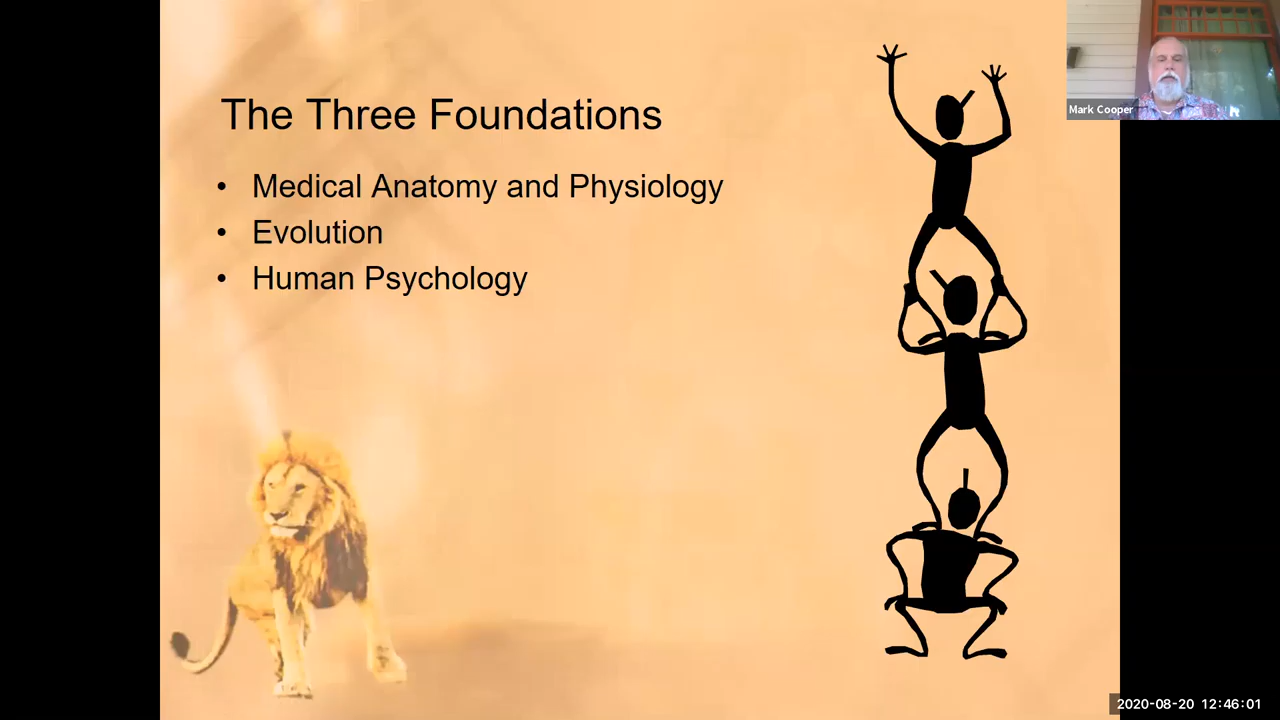 The Three Foundations
• Medical Anatomy and Physiology
• Evolution
• Human Psychology
Mark Cooper
2020-08-20 12:46:01